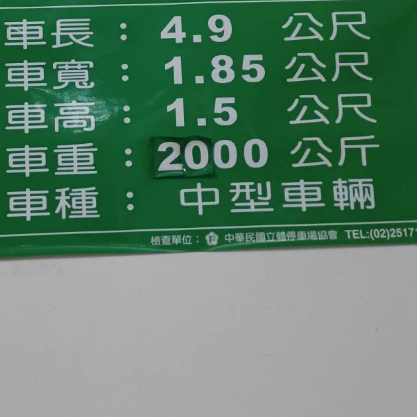 車長：4.9 公尺
車寬：1.85 公尺
車高：1.5 公尺
車重：2000 公斤
車種：中型車輛
檢查單位： 中華民國立體停車場協會 TEL:(02)2517